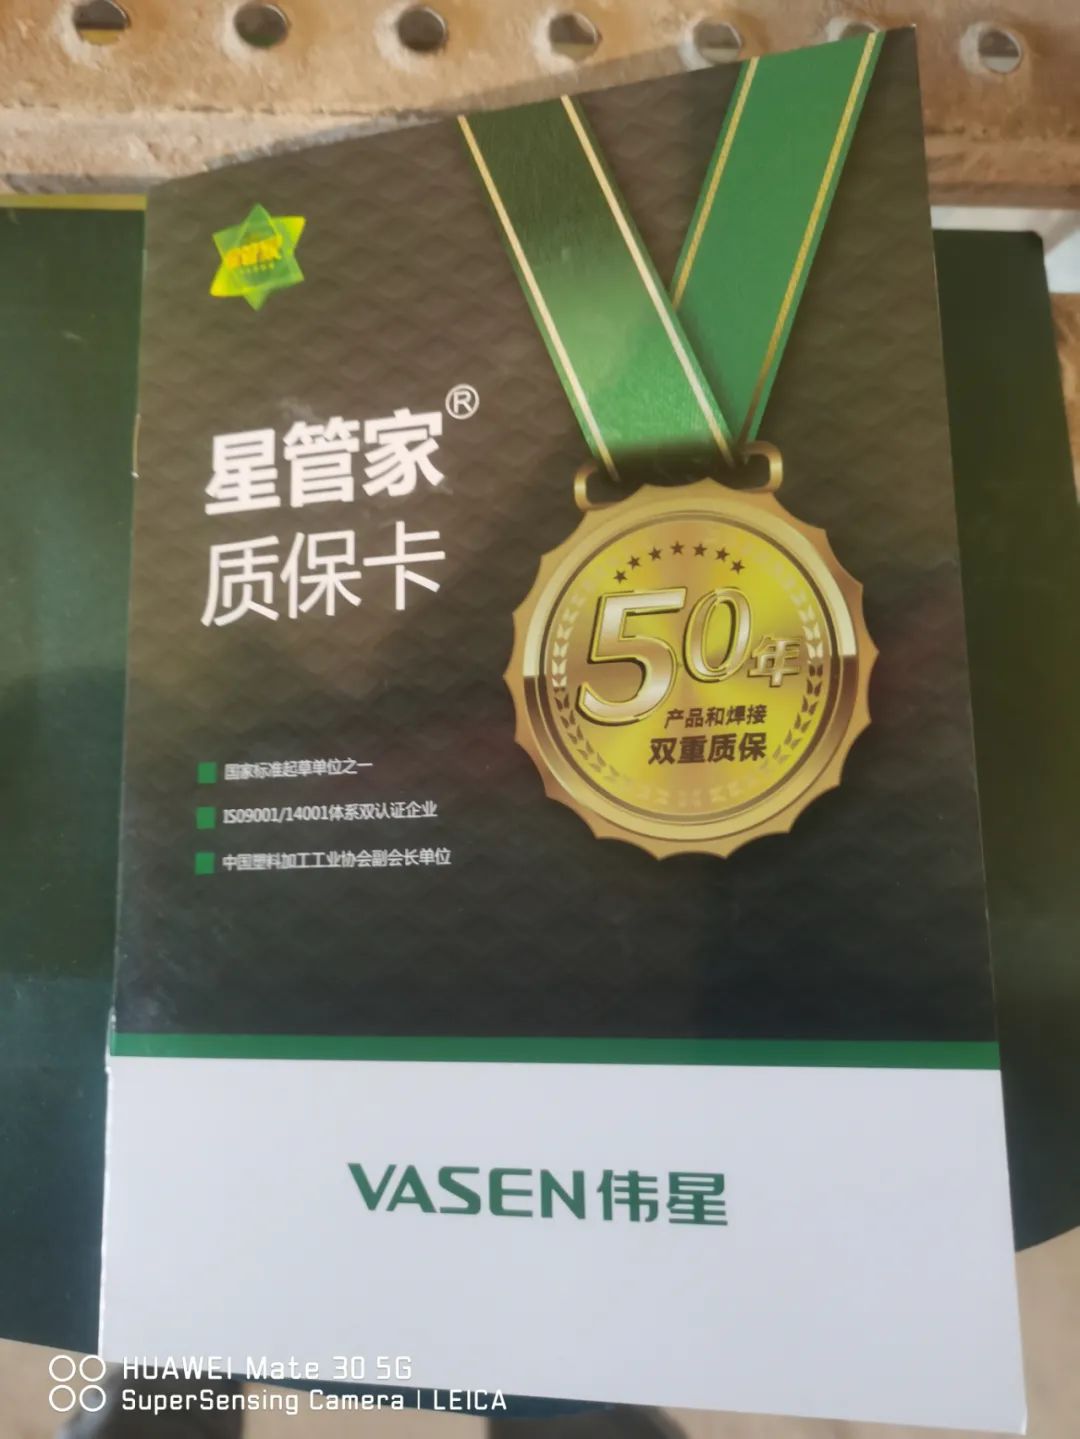 星管家
星管家®
质保卡
50年
产品和焊接
双重质保
国家标准起草单位之一
ISO9001/14001体系双认证企业
中国塑料加工工业协会副会长单位
VASEN伟星
HUAWEI Mate 30 5G
SuperSensing Camera | LEICA